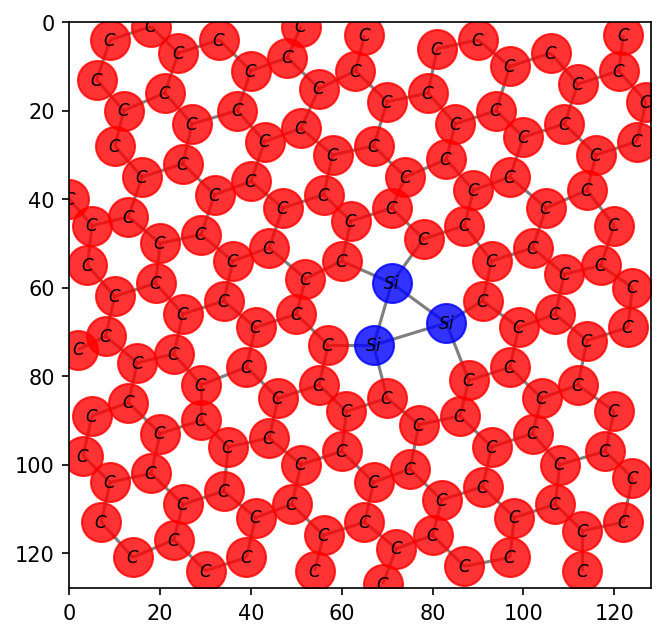 0
C C C C C C C C C C C C
C C C C C C C C C C
20
C C C C C C C C C C C C
C C C C C C C C C C C
40
C C C C C C C C C C C C
C C C C C C Si C C C C C
60
C C C C C Si C C C C C
C C C C C Si C C C
80
C C C C C C C C C C C C
C C C C C C C C C C
100
C C C C C C C C C C C C C
C C C C C C C C C C
120
C C C C C C C C
0 20 40 60 80 100 120